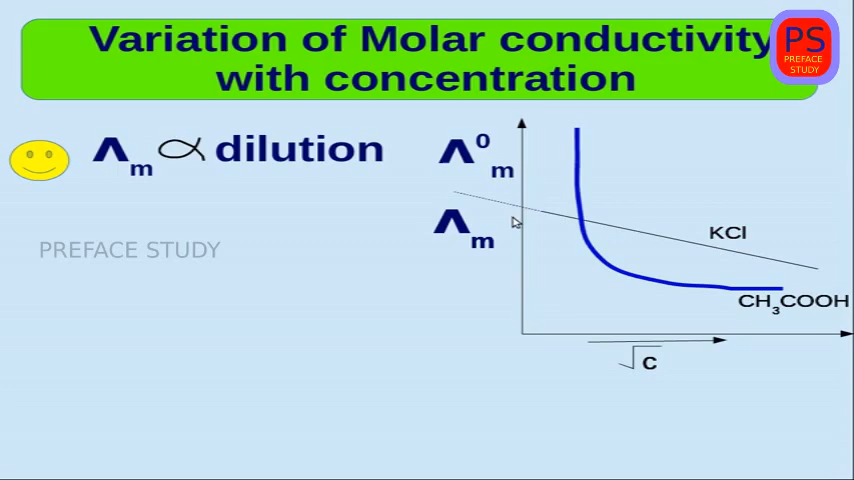 Variation of Molar conductivity
with concentration
PS
PREFACE
STUDY
Λm ∝ dilution
Λ⁰m
Λm
PREFACE STUDY
KCl
CH₃COOH
√c